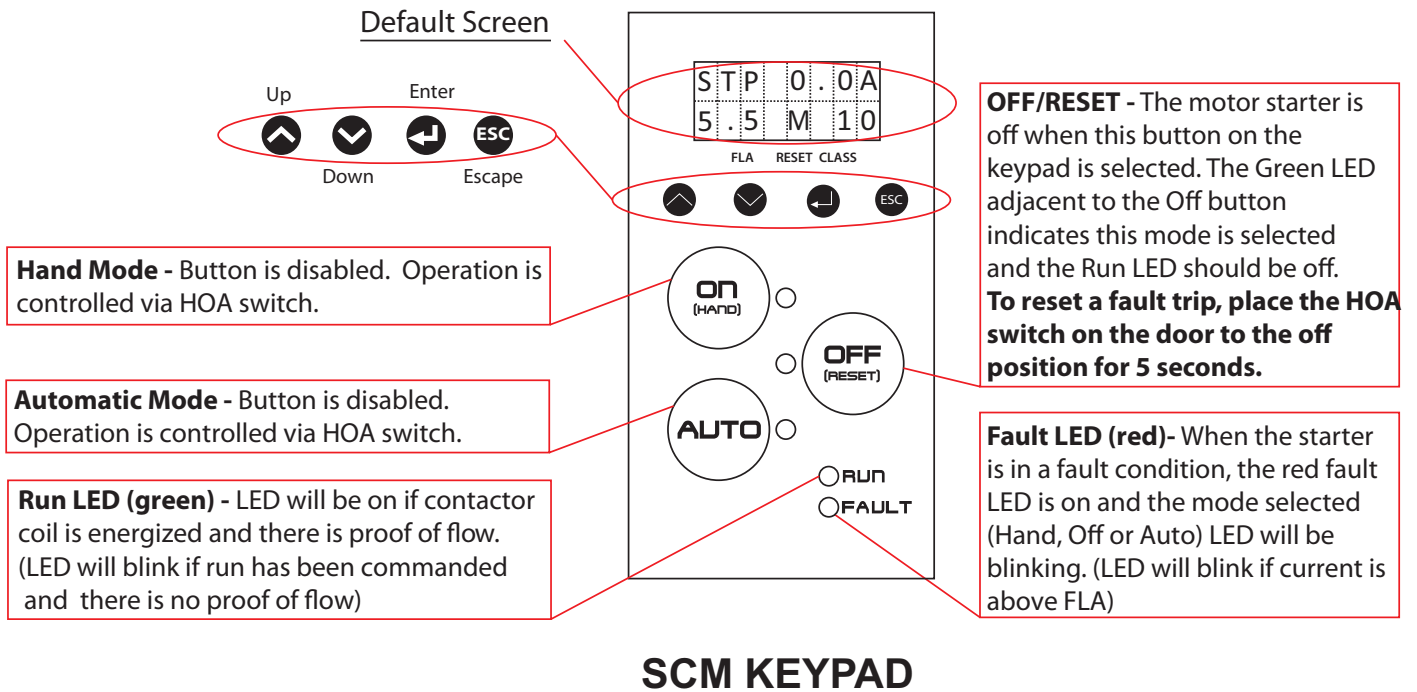 Default Screen
Up
Enter
ESC
Down
Escape
STP 0.0A
5.5 M 10
FLA RESET CLASS
ESC
Hand Mode - Button is disabled. Operation is
controlled via HOA switch.
Automatic Mode - Button is disabled.
Operation is controlled via HOA switch.
Run LED (green) - LED will be on if contactor
coil is energized and there is proof of flow.
(LED will blink if run has been commanded
and there is no proof of flow)
ON
(HAND)
OFF
(RESET)
AUTO
RUN
FAULT
OFF/RESET - The motor starter is
off when this button on the
keypad is selected. The Green LED
adjacent to the Off button
indicates this mode is selected
and the Run LED should be off.
To reset a fault trip, place the HOA
switch on the door to the off
position for 5 seconds.
Fault LED (red)- When the starter
is in a fault condition, the red fault
LED is on and the mode selected
(Hand, Off or Auto) LED will be
blinking. (LED will blink if current is
above FLA)
SCM KEYPAD